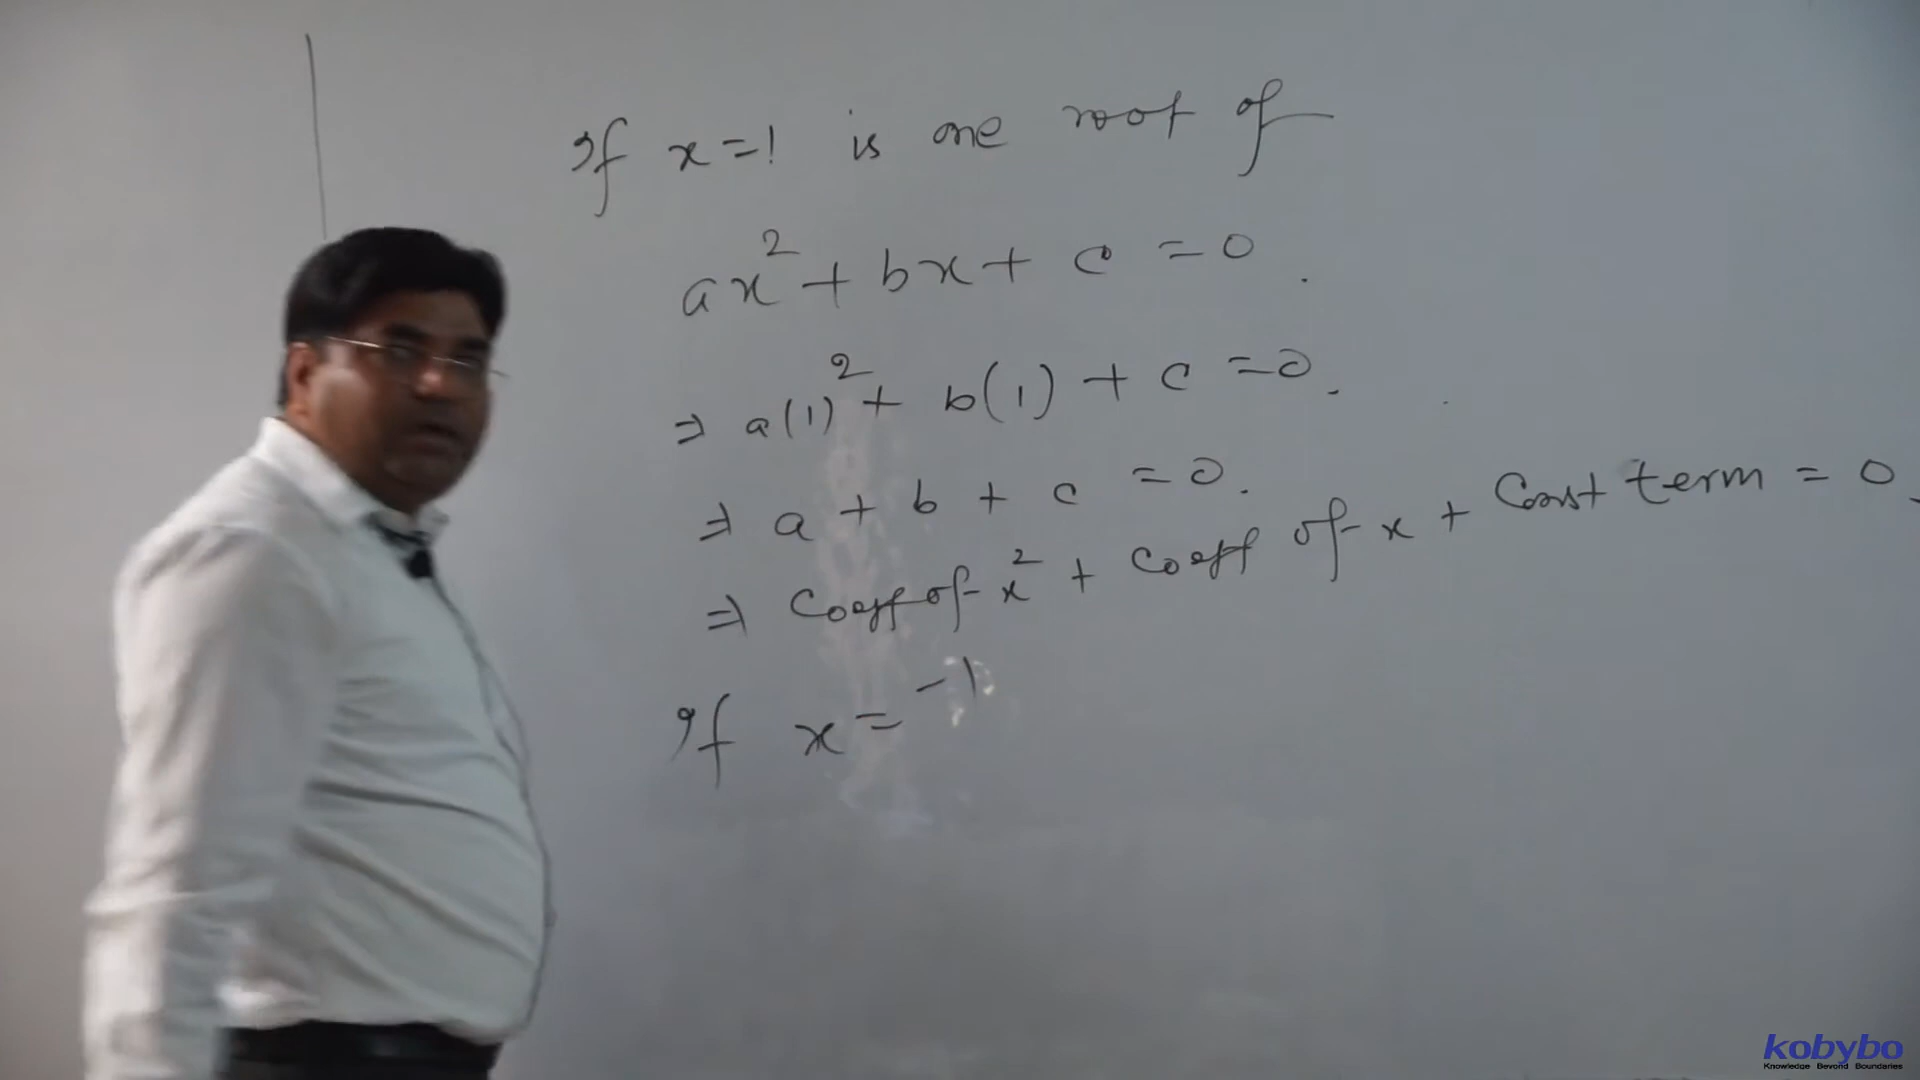 If x = 1 is one root of
ax² + bx + c = 0.
⇒ a(1)² + b(1) + c = 0.
⇒ a + b + c = 0.
⇒ Coeff of x² + Coeff of x + Const term = 0.
If x = -1
kobybo
Knowledge Beyond Boundaries